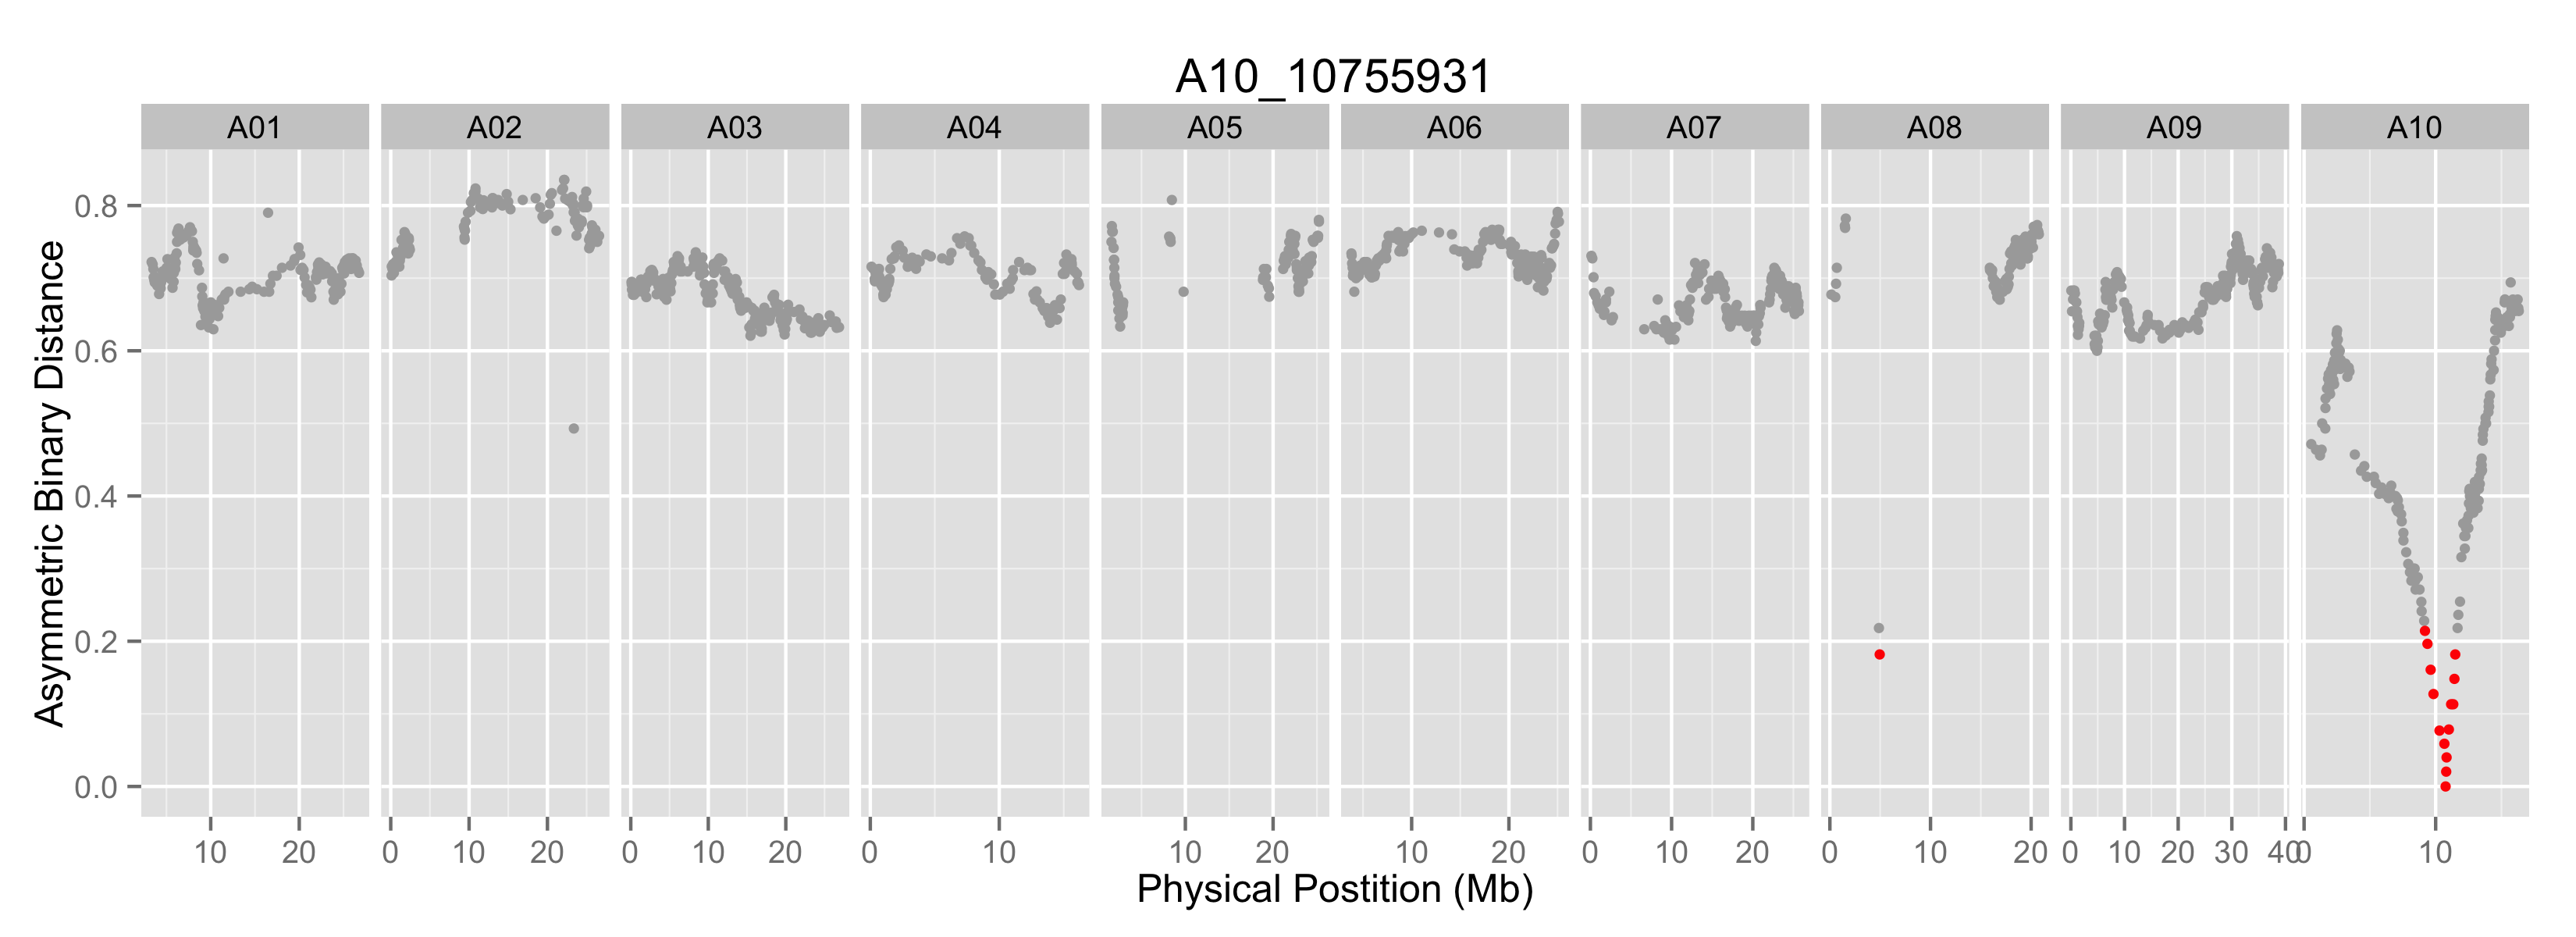 A10_10755931
A01 A02 A03 A04 A05 A06 A07 A08 A09 A10
Asymmetric Binary Distance
0.8
0.6
0.4
0.2
0.0
10 20 0 10 20 0 10 20 0 10 10 20 10 20 0 10 20 0 10 20 0 10 20 30 40 0 10
Physical Postition (Mb)